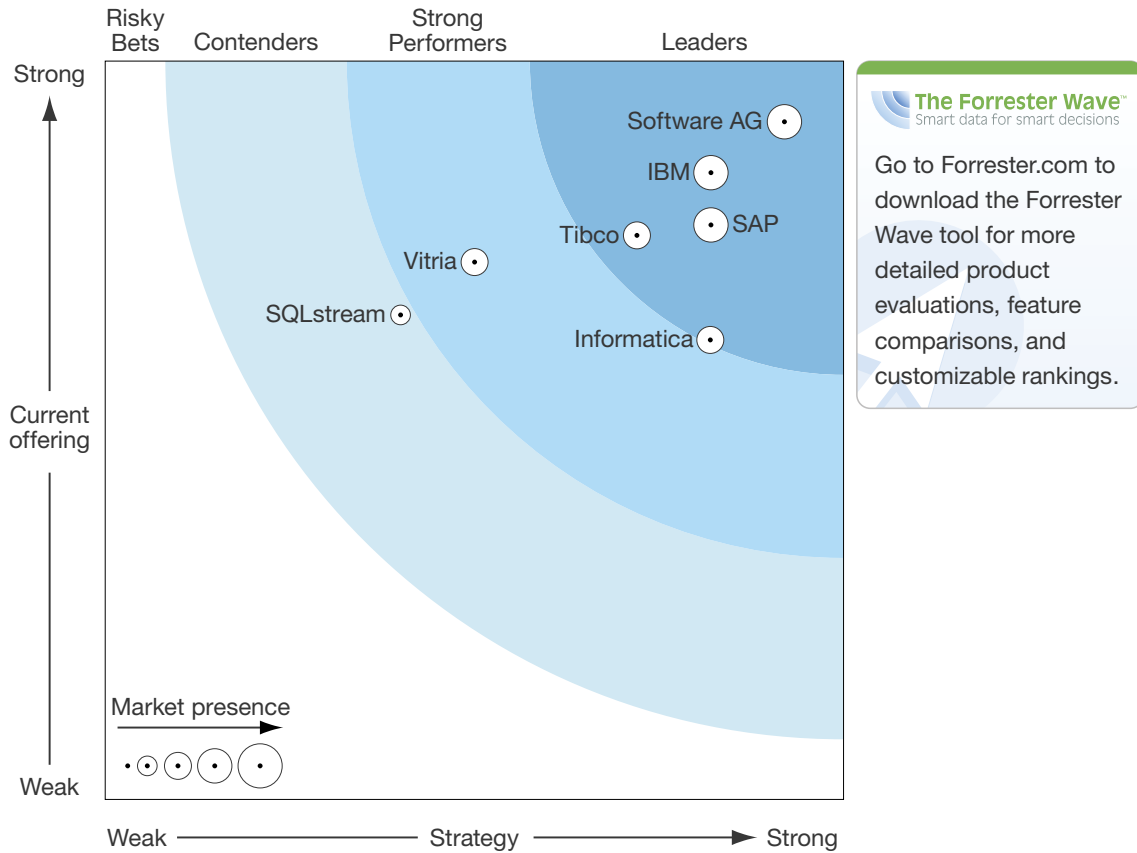 Risky
Bets
Contenders
Strong
Performers
Leaders
Strong
Current
offering
Weak
Software AG
IBM
SAP
Tibco
Vitria
SQLstream
Informatica
Market presence
Weak
Strategy
Strong
The Forrester Wave™
Smart data for smart decisions
Go to Forrester.com to
download the Forrester
Wave tool for more
detailed product
evaluations, feature
comparisons, and
customizable rankings.